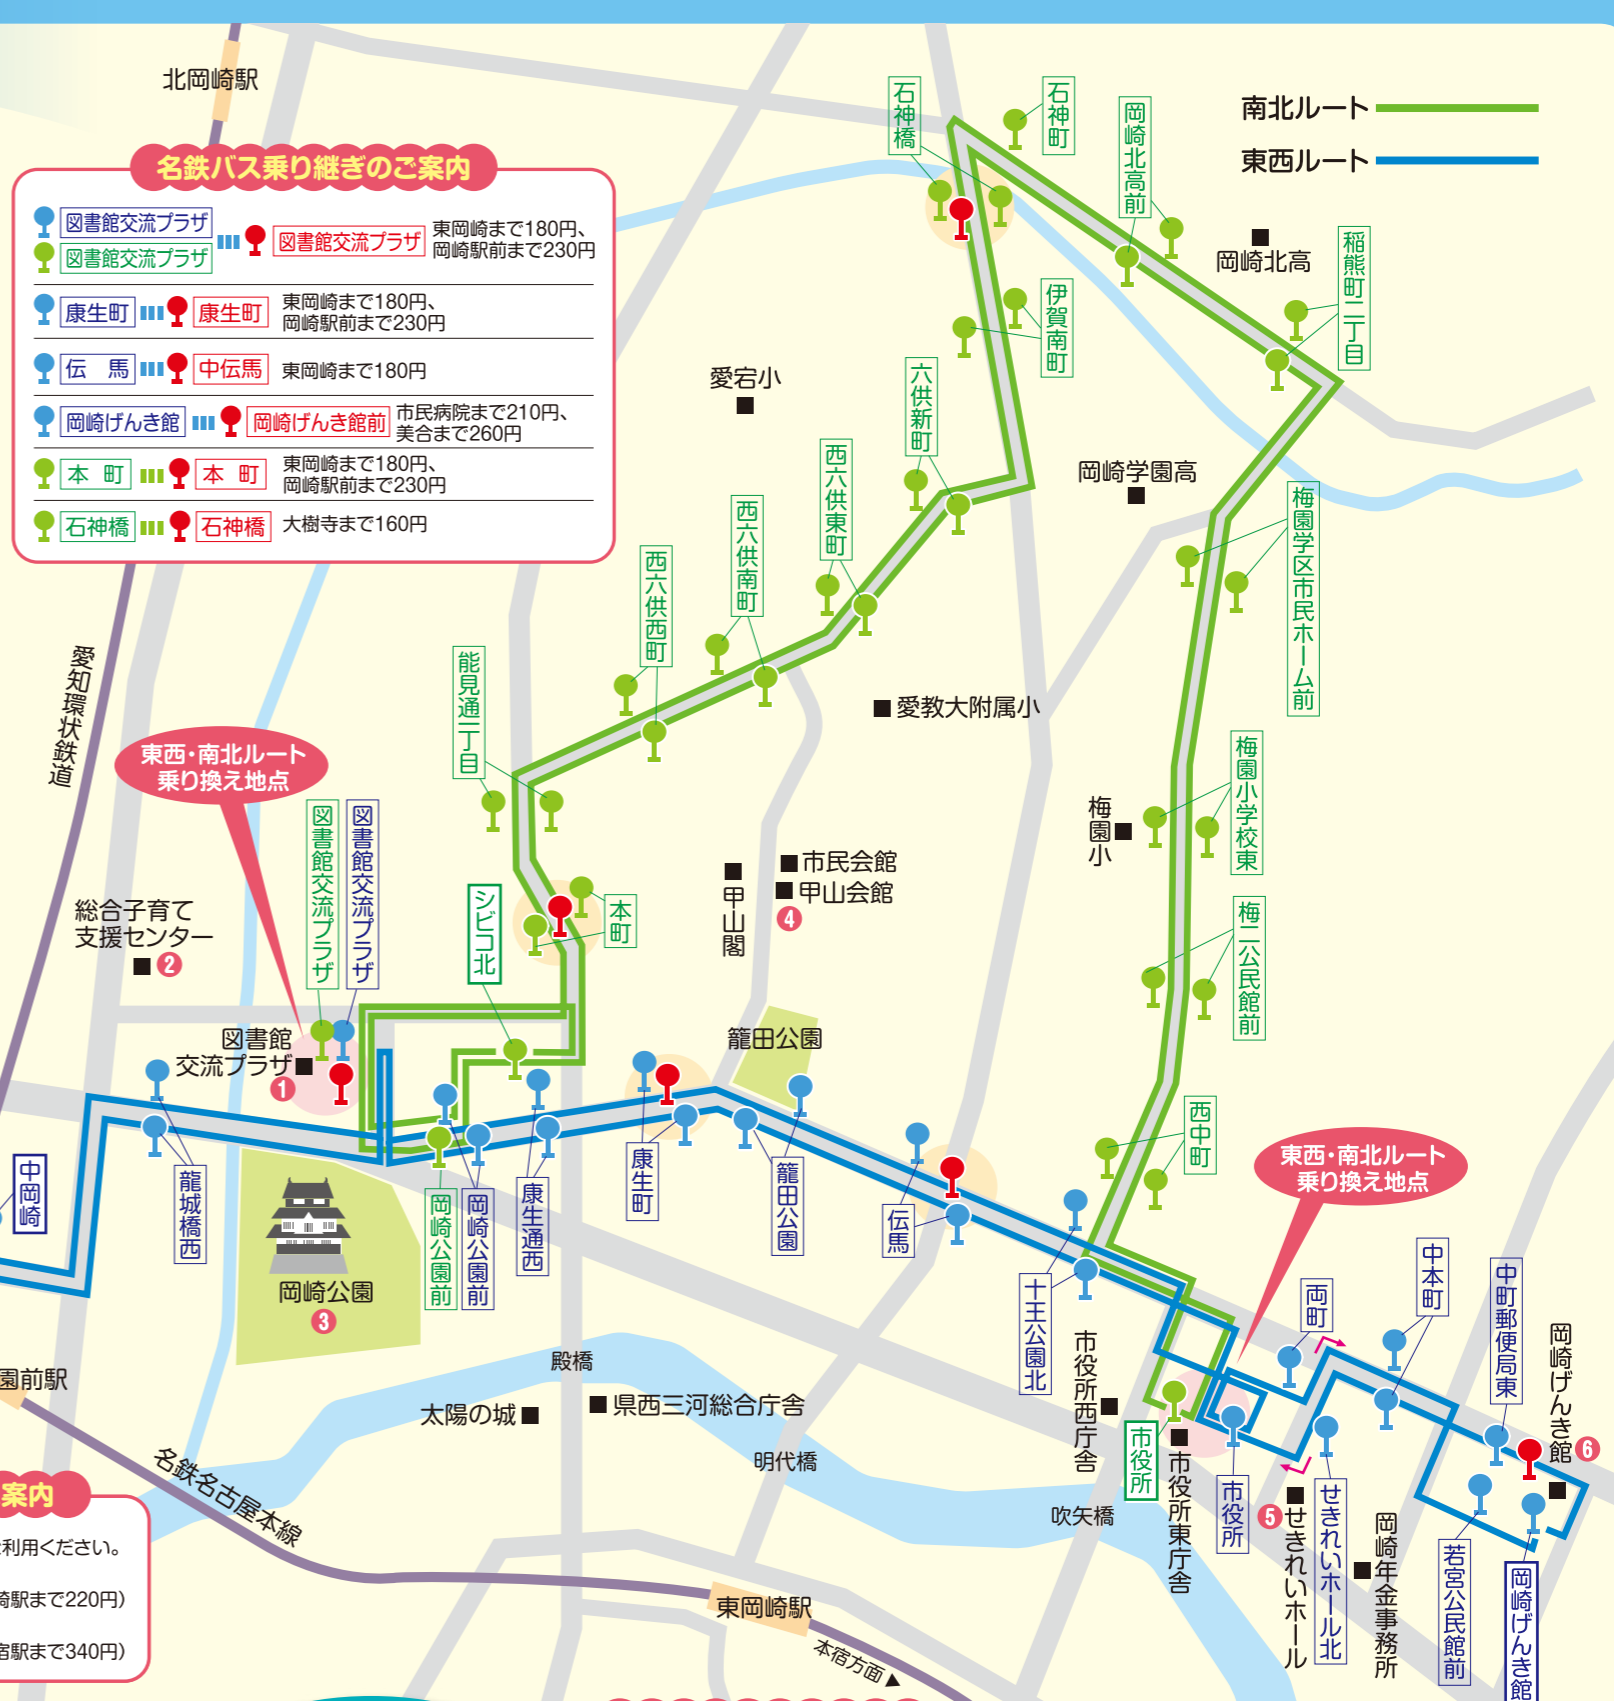 北岡崎駅
名鉄バス乗り継ぎのご案内
図書館交流プラザ
図書館交流プラザ
図書館交流プラザ
東岡崎まで180円、
岡崎駅前まで230円
康生町
康生町
東岡崎まで180円、
岡崎駅前まで230円
伝 馬
中伝馬
東岡崎まで180円
岡崎げんき館
岡崎げんき館前
市民病院まで210円、
美合まで260円
本 町
本 町
東岡崎まで180円、
岡崎駅前まで230円
石神橋
石神橋
大樹寺まで160円
南北ルート
東西ルート
石神橋
石神町
岡崎北高前
岡崎北高
稲熊町二丁目
伊賀南町
愛宕小
六供新町
岡崎学園高
西六供東町
西六供南町
西六供西町
梅園学区市民ホーム前
能見通一丁目
愛教大附属小
愛知環状鉄道
東西・南北ルート
乗り換え地点
図書館交流プラザ
図書館交流プラザ
梅園小学校東
梅園小
市民会館
甲山会館
4
甲山閣
総合子育て
支援センター
2
シビコ北
本町
梅二公民館前
図書館
交流プラザ
1
籠田公園
西中町
東西・南北ルート
乗り換え地点
中岡崎
龍城橋西
岡崎公園
3
岡崎公園前
岡崎公園前
康生通西
康生町
籠田公園
伝馬
十王公園北
両町
中本町
中町郵便局東
岡崎げんき館
6
市役所西庁舎
市役所
市役所東庁舎
市役所
5
せきれいホール
せきれいホール北
岡崎年金事務所
若宮公民館前
岡崎げんき館
殿橋
県西三河総合庁舎
太陽の城
明代橋
吹矢橋
園前駅
名鉄名古屋本線
東岡崎駅
本宿方面▲
案内
利用ください。
崎駅まで220円)
宿駅まで340円)